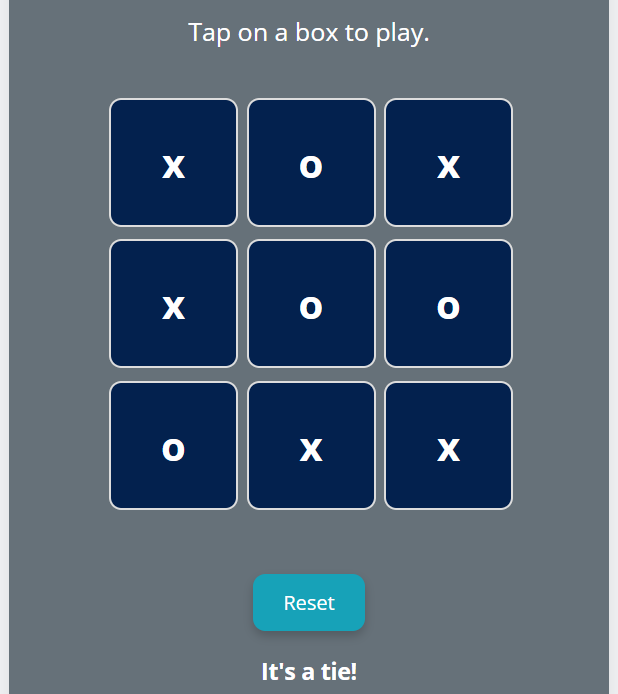 Tap on a box to play.
x o x
x o o
o x x
Reset
It's a tie!